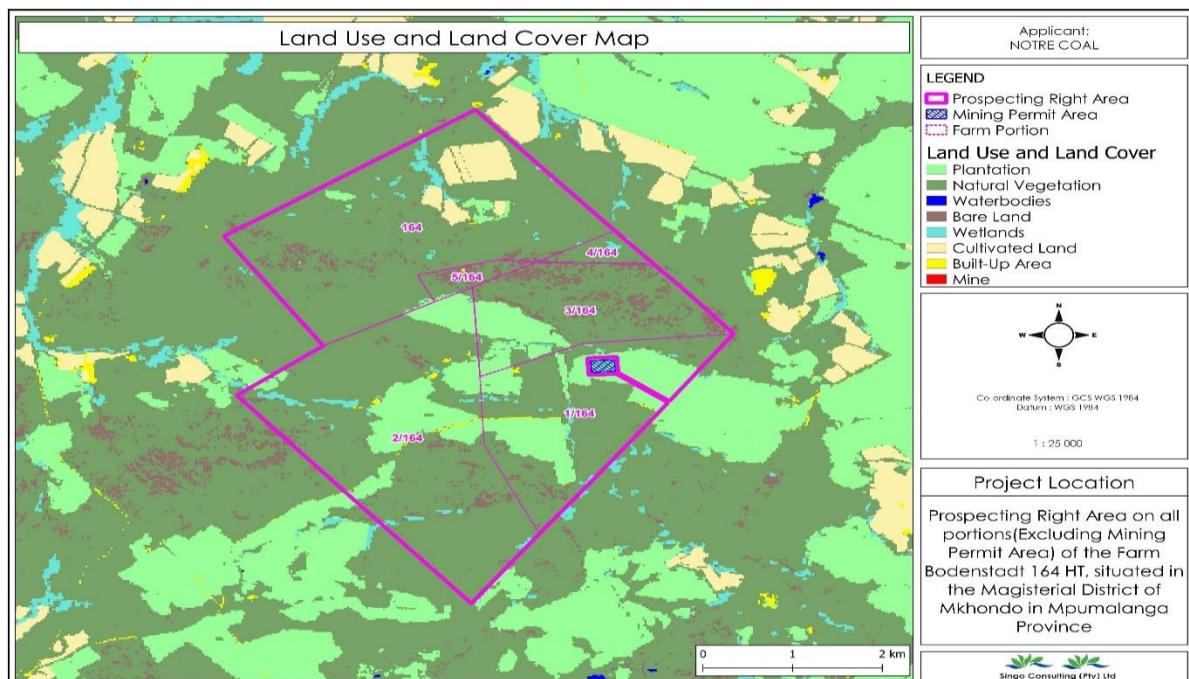 Land Use and Land Cover Map
164
4/164
5/164
3/164
1/164
2/164
0 1 2 km
Applicant:
NOTRE COAL
LEGEND
Prospecting Right Area
Mining Permit Area
Farm Portion
Land Use and Land Cover
Plantation
Natural Vegetation
Waterbodies
Bare Land
Wetlands
Cultivated Land
Built-Up Area
Mine
N
W E
S
Co-ordinate System : GCS WGS 1984
Datum : WGS 1984
1 : 25 000
Project Location
Prospecting Right Area on all
portions(Excluding Mining
Permit Area) of the Farm
Bodenstadt 164 HT, situated in
the Magisterial District of
Mkhondo in Mpumalanga
Province
Singo Consulting (Pty) Ltd